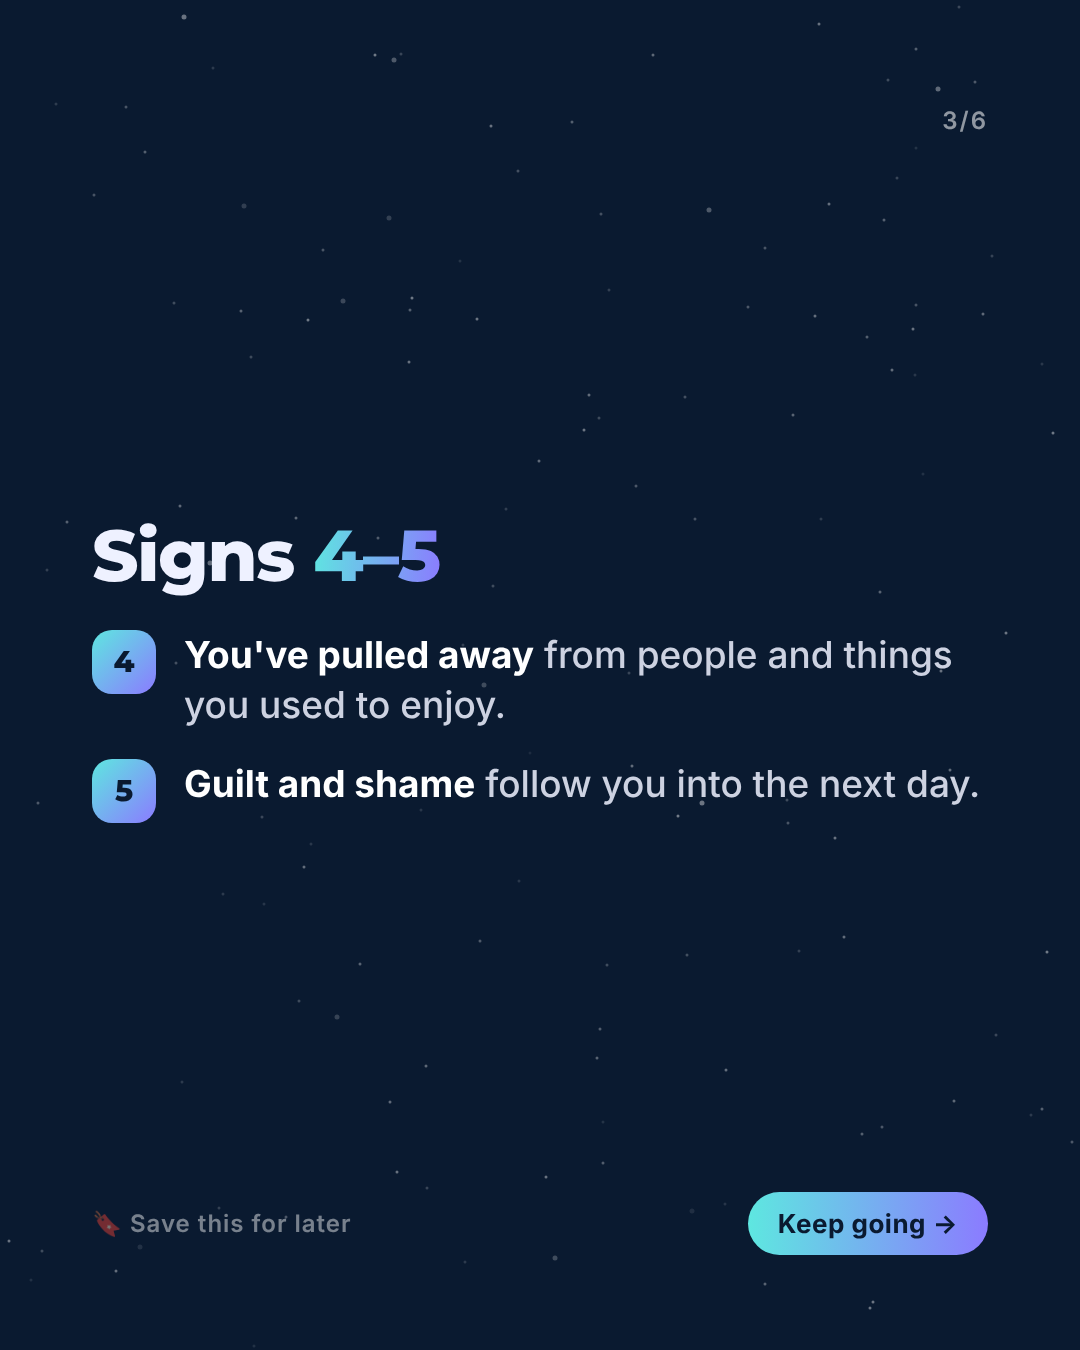 3/6
Signs 4–5
4
You've pulled away from people and things
you used to enjoy.
5
Guilt and shame follow you into the next day.
🔖 Save this for later
Keep going →